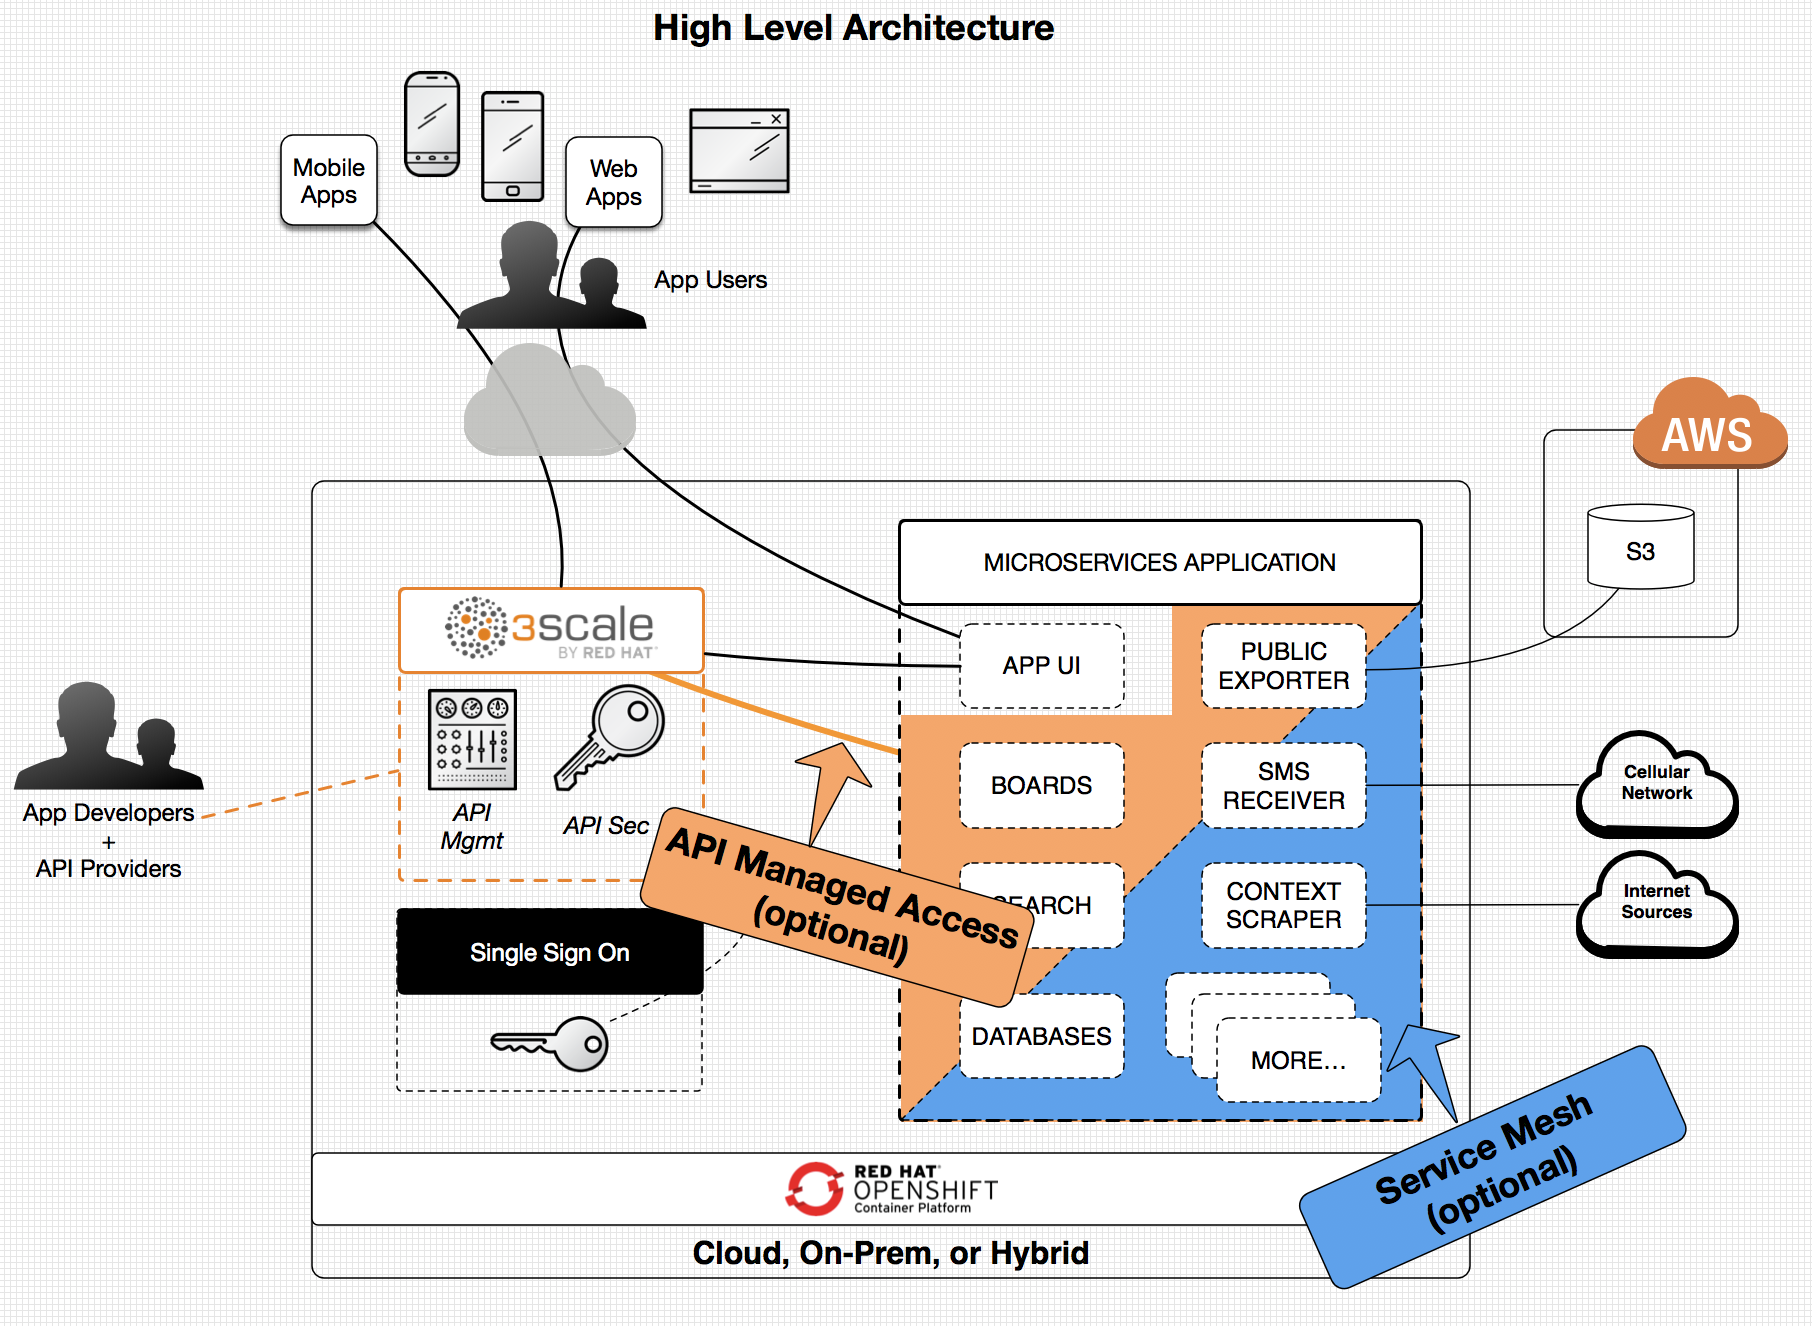 High Level Architecture
Mobile
Apps
Web
Apps
App Users
AWS
S3
MICROSERVICES APPLICATION
3scale
BY RED HAT
APP UI
PUBLIC
EXPORTER
API
Mgmt
API Sec
App Developers
+
API Providers
BOARDS
SMS
RECEIVER
Cellular
Network
API Managed Access
(optional)
SEARCH
CONTEXT
SCRAPER
Internet
Sources
Single Sign On
DATABASES
MORE...
Service Mesh
(optional)
RED HAT
OPENSHIFT
Container Platform
Cloud, On-Prem, or Hybrid